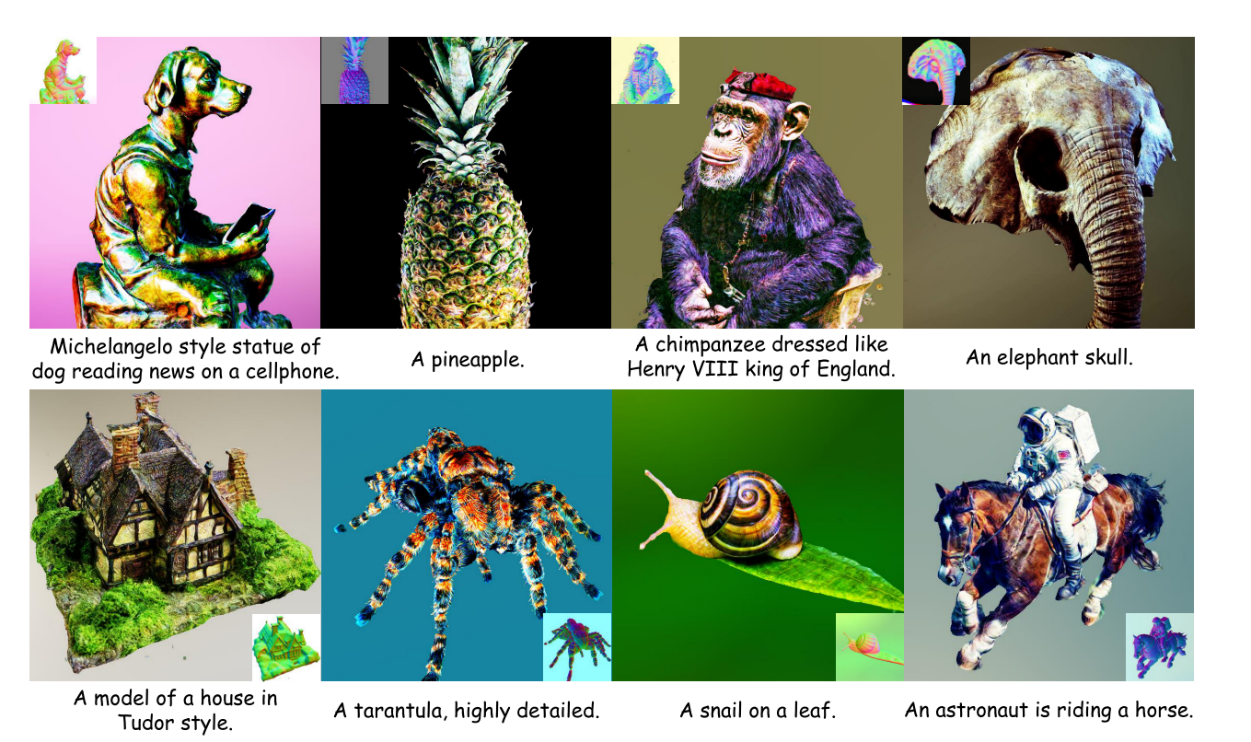 Michelangelo style statue of
dog reading news on a cellphone.
A pineapple.
A chimpanzee dressed like
Henry VIII king of England.
An elephant skull.
A model of a house in
Tudor style.
A tarantula, highly detailed.
A snail on a leaf.
An astronaut is riding a horse.